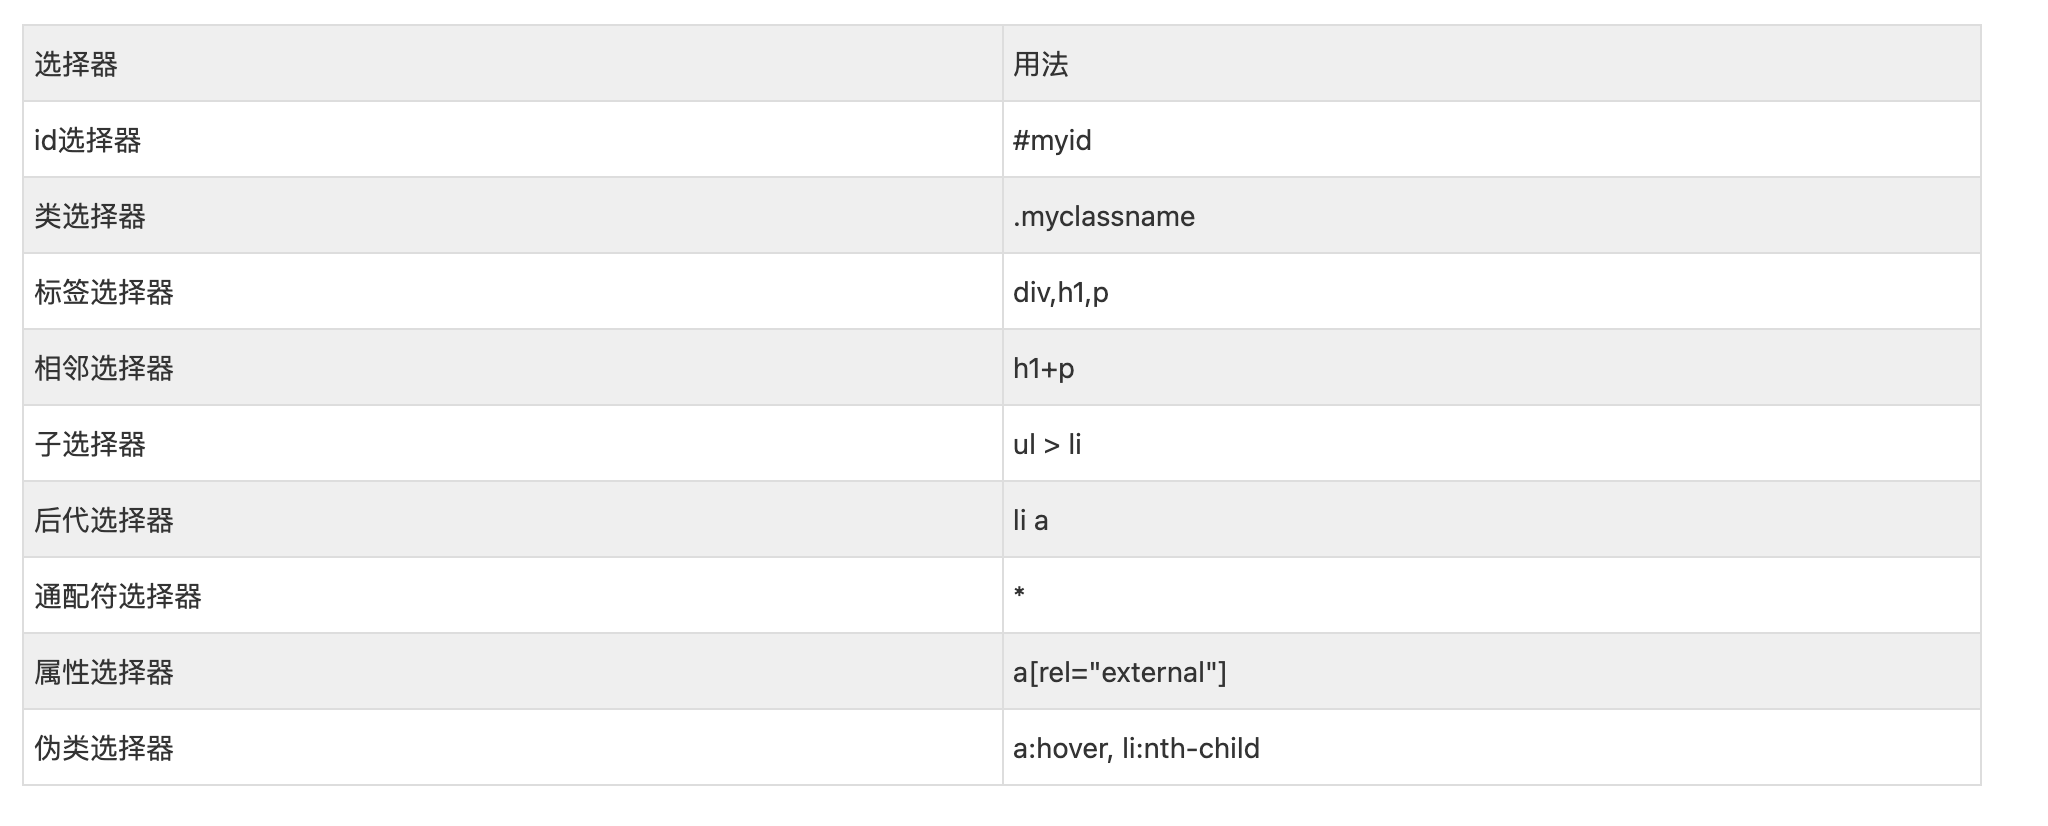 选择器 用法
id选择器 #myid
类选择器 .myclassname
标签选择器 div,h1,p
相邻选择器 h1+p
子选择器 ul > li
后代选择器 li a
通配符选择器 *
属性选择器 a[rel="external"]
伪类选择器 a:hover, li:nth-child